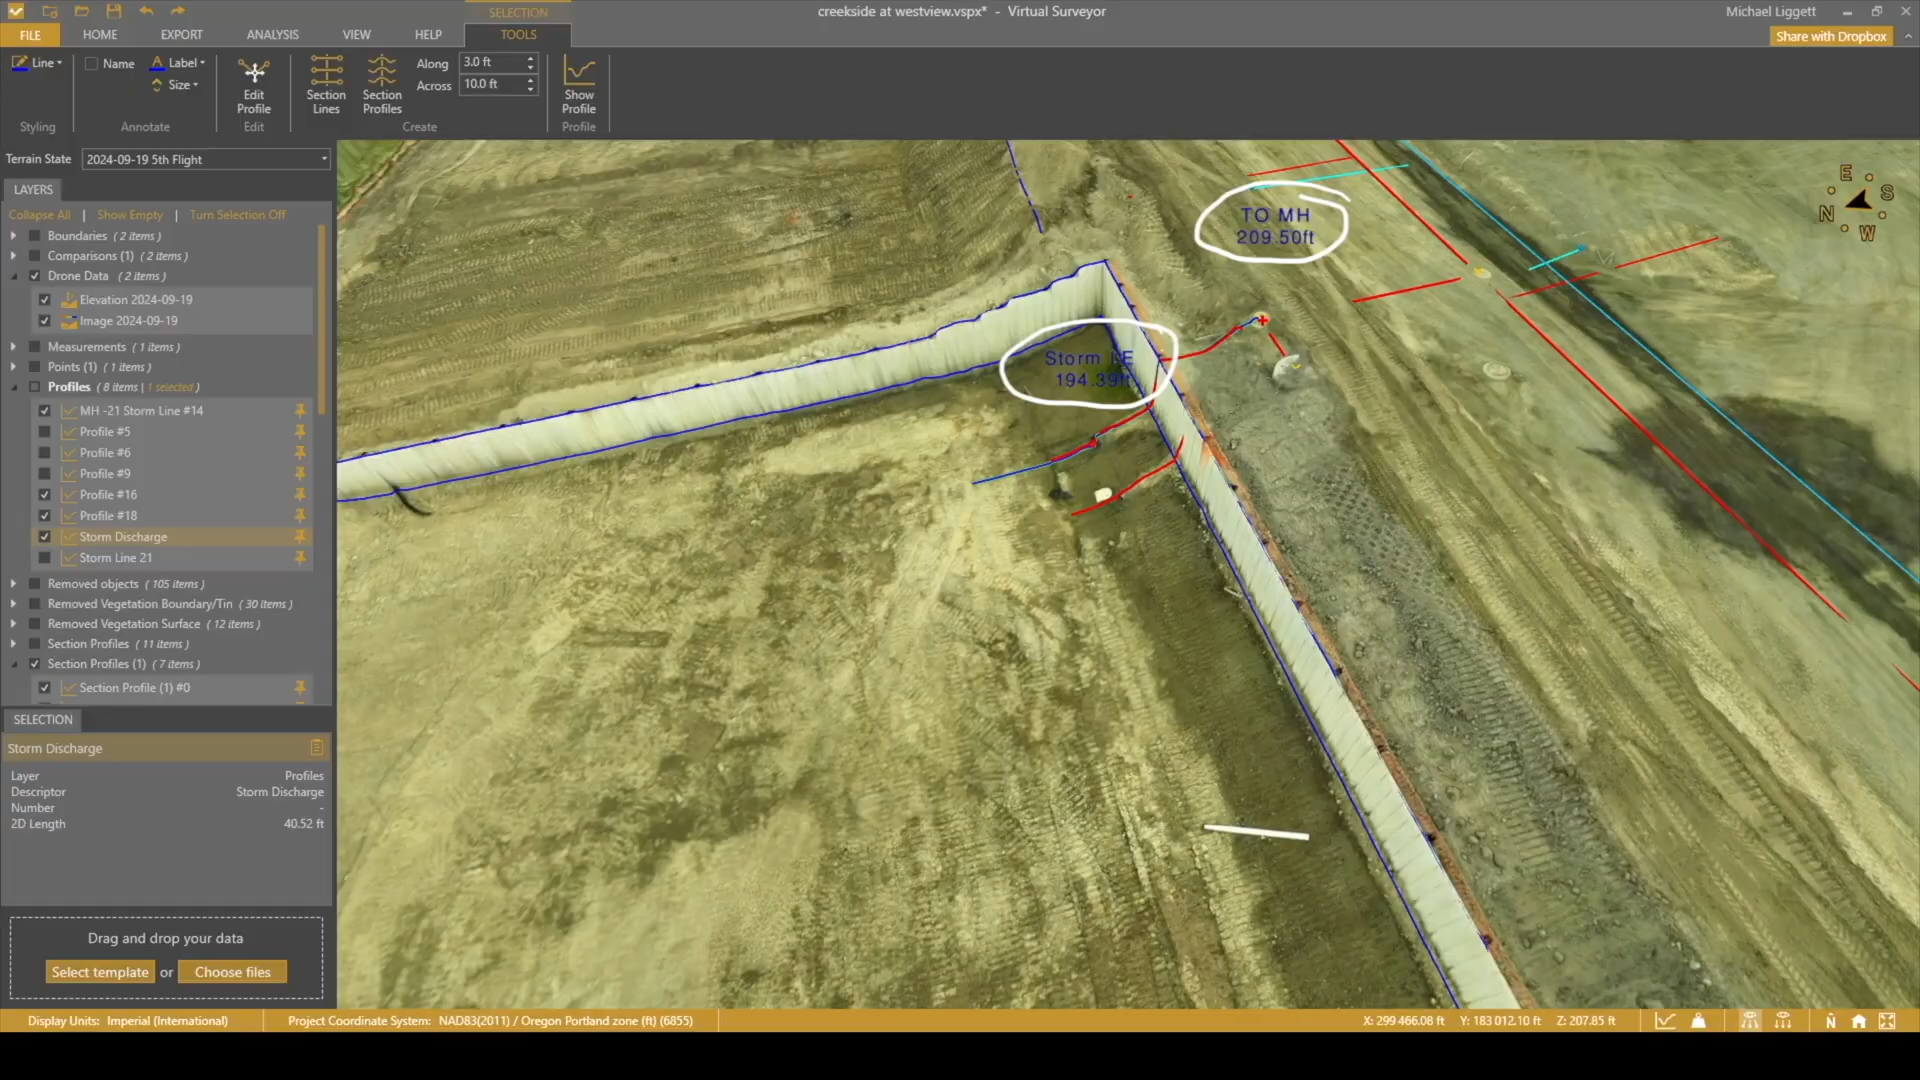 SELECTION
creekside at westview.vspx* - Virtual Surveyor
Michael Liggett
FILE
HOME
EXPORT
ANALYSIS
VIEW
HELP
TOOLS
Share with Dropbox
Line
Name
Label
Size
Edit
Profile
Section
Lines
Section
Profiles
Along
3.0 ft
Across
10.0 ft
Show
Profile
Styling
Annotate
Edit
Create
Profile
Terrain State
2024-09-19 5th Flight
LAYERS
Collapse All | Show Empty | Turn Selection Off
Boundaries ( 2 items )
Comparisons (1) ( 2 items )
Drone Data ( 2 items )
Elevation 2024-09-19
Image 2024-09-19
Measurements ( 1 items )
Points (1) ( 1 items )
Profiles ( 8 items | 1 selected )
MH -21 Storm Line #14
Profile #5
Profile #6
Profile #9
Profile #16
Profile #18
Storm Discharge
Storm Line 21
Removed objects ( 105 items )
Removed Vegetation Boundary/Tin ( 30 items )
Removed Vegetation Surface ( 12 items )
Section Profiles ( 11 items )
Section Profiles (1) ( 7 items )
Section Profile (1) #0
SELECTION
Storm Discharge
Layer Profiles
Descriptor Storm Discharge
Number -
2D Length 40.52 ft
Drag and drop your data
Select template or Choose files
TO MH
209.50ft
Storm IE
194.39ft
E
S
N
W
Display Units: Imperial (International)
Project Coordinate System: NAD83(2011) / Oregon Portland zone (ft) (6855)
X: 299 466.08 ft Y: 183 012.10 ft Z: 207.85 ft